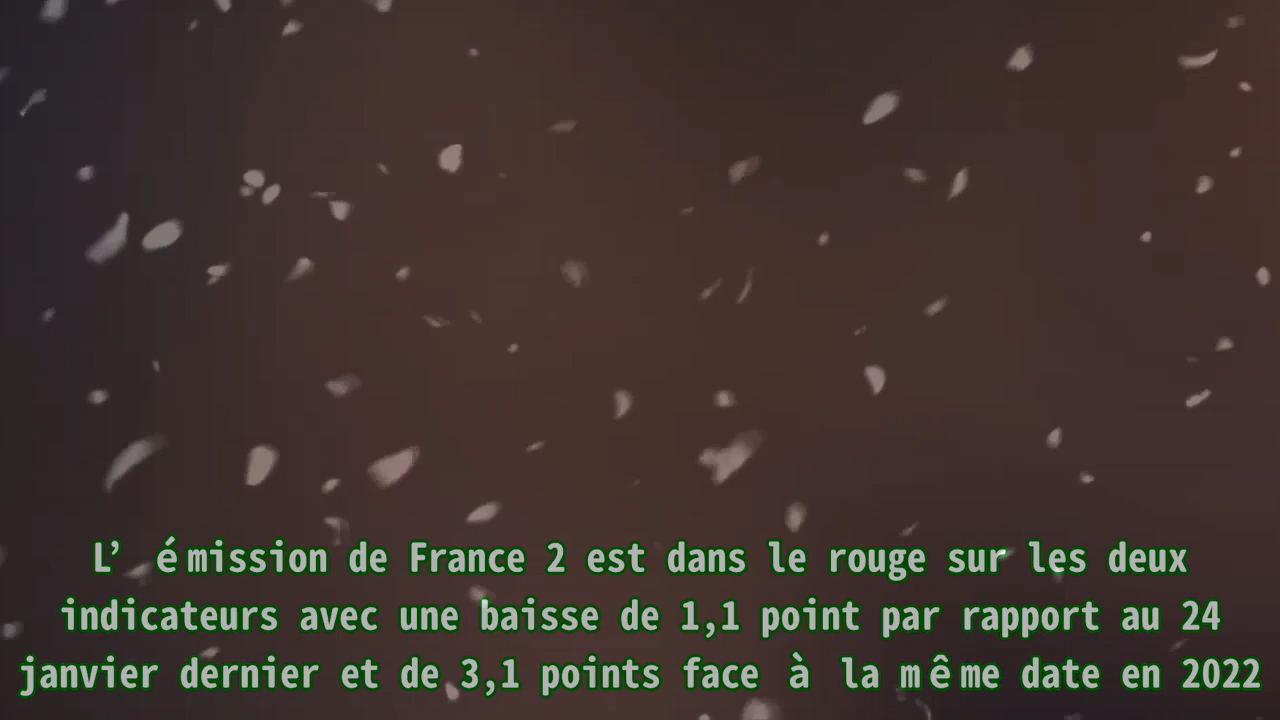 L’émission de France 2 est dans le rouge sur les deux
indicateurs avec une baisse de 1,1 point par rapport au 24
janvier dernier et de 3,1 points face à la même date en 2022